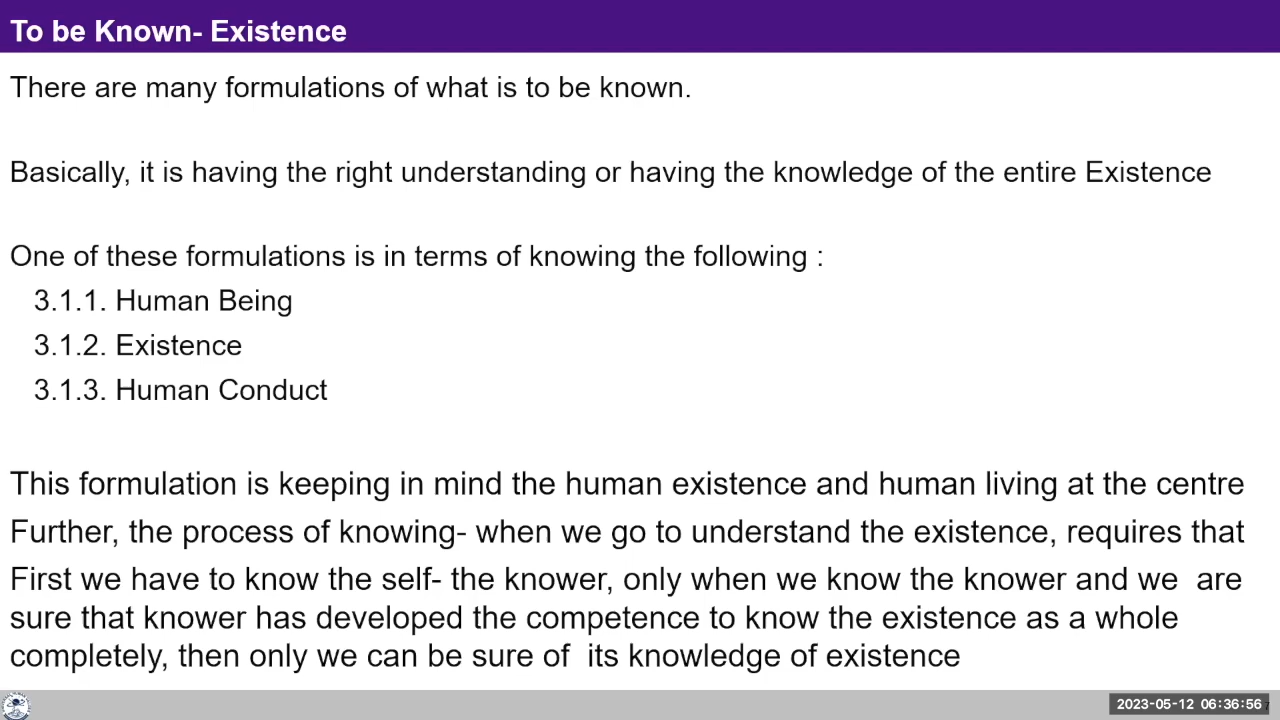 To be Known- Existence
There are many formulations of what is to be known.
Basically, it is having the right understanding or having the knowledge of the entire Existence
One of these formulations is in terms of knowing the following :
3.1.1. Human Being
3.1.2. Existence
3.1.3. Human Conduct
This formulation is keeping in mind the human existence and human living at the centre
Further, the process of knowing- when we go to understand the existence, requires that
First we have to know the self- the knower, only when we know the knower and we  are
sure that knower has developed the competence to know the existence as a whole
completely, then only we can be sure of  its knowledge of existence
2023-05-12 06:36:56